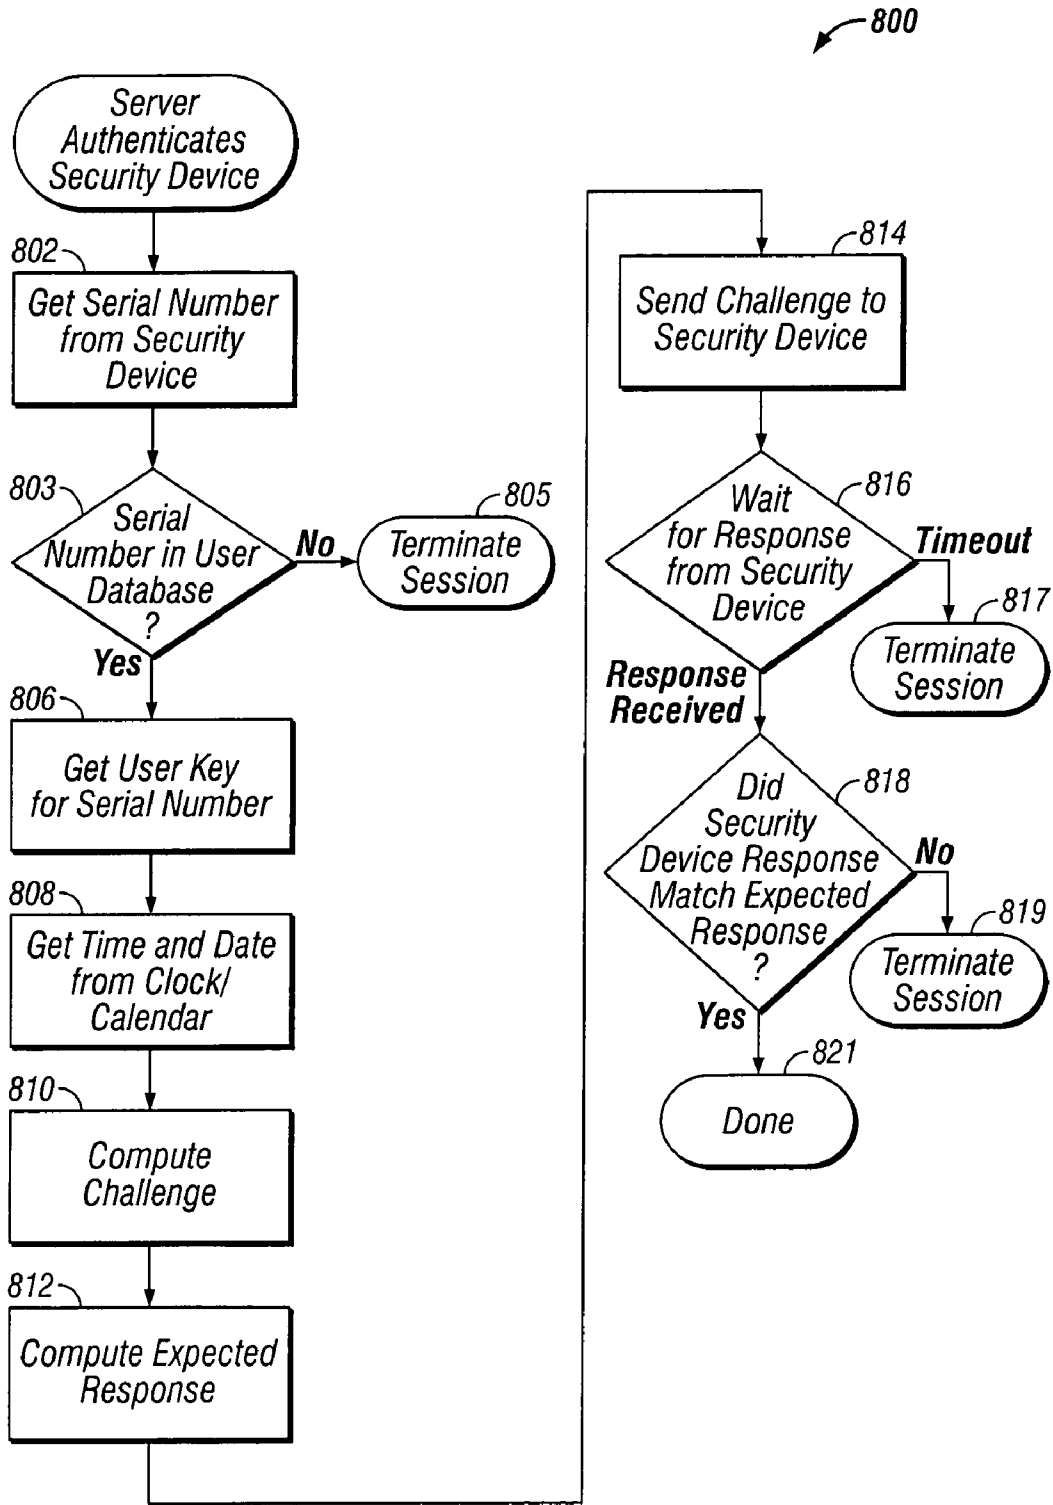 800
Server
Authenticates
Security Device
802
Get Serial Number
from Security
Device
803
Serial
Number in User
Database
?
No
805
Terminate
Session
Yes
806
Get User Key
for Serial Number
808
Get Time and Date
from Clock/
Calendar
810
Compute
Challenge
812
Compute Expected
Response
814
Send Challenge to
Security Device
816
Wait
for Response
from Security
Device
Timeout
817
Terminate
Session
Response
Received
818
Did
Security
Device Response
Match Expected
Response
?
No
819
Terminate
Session
Yes
821
Done